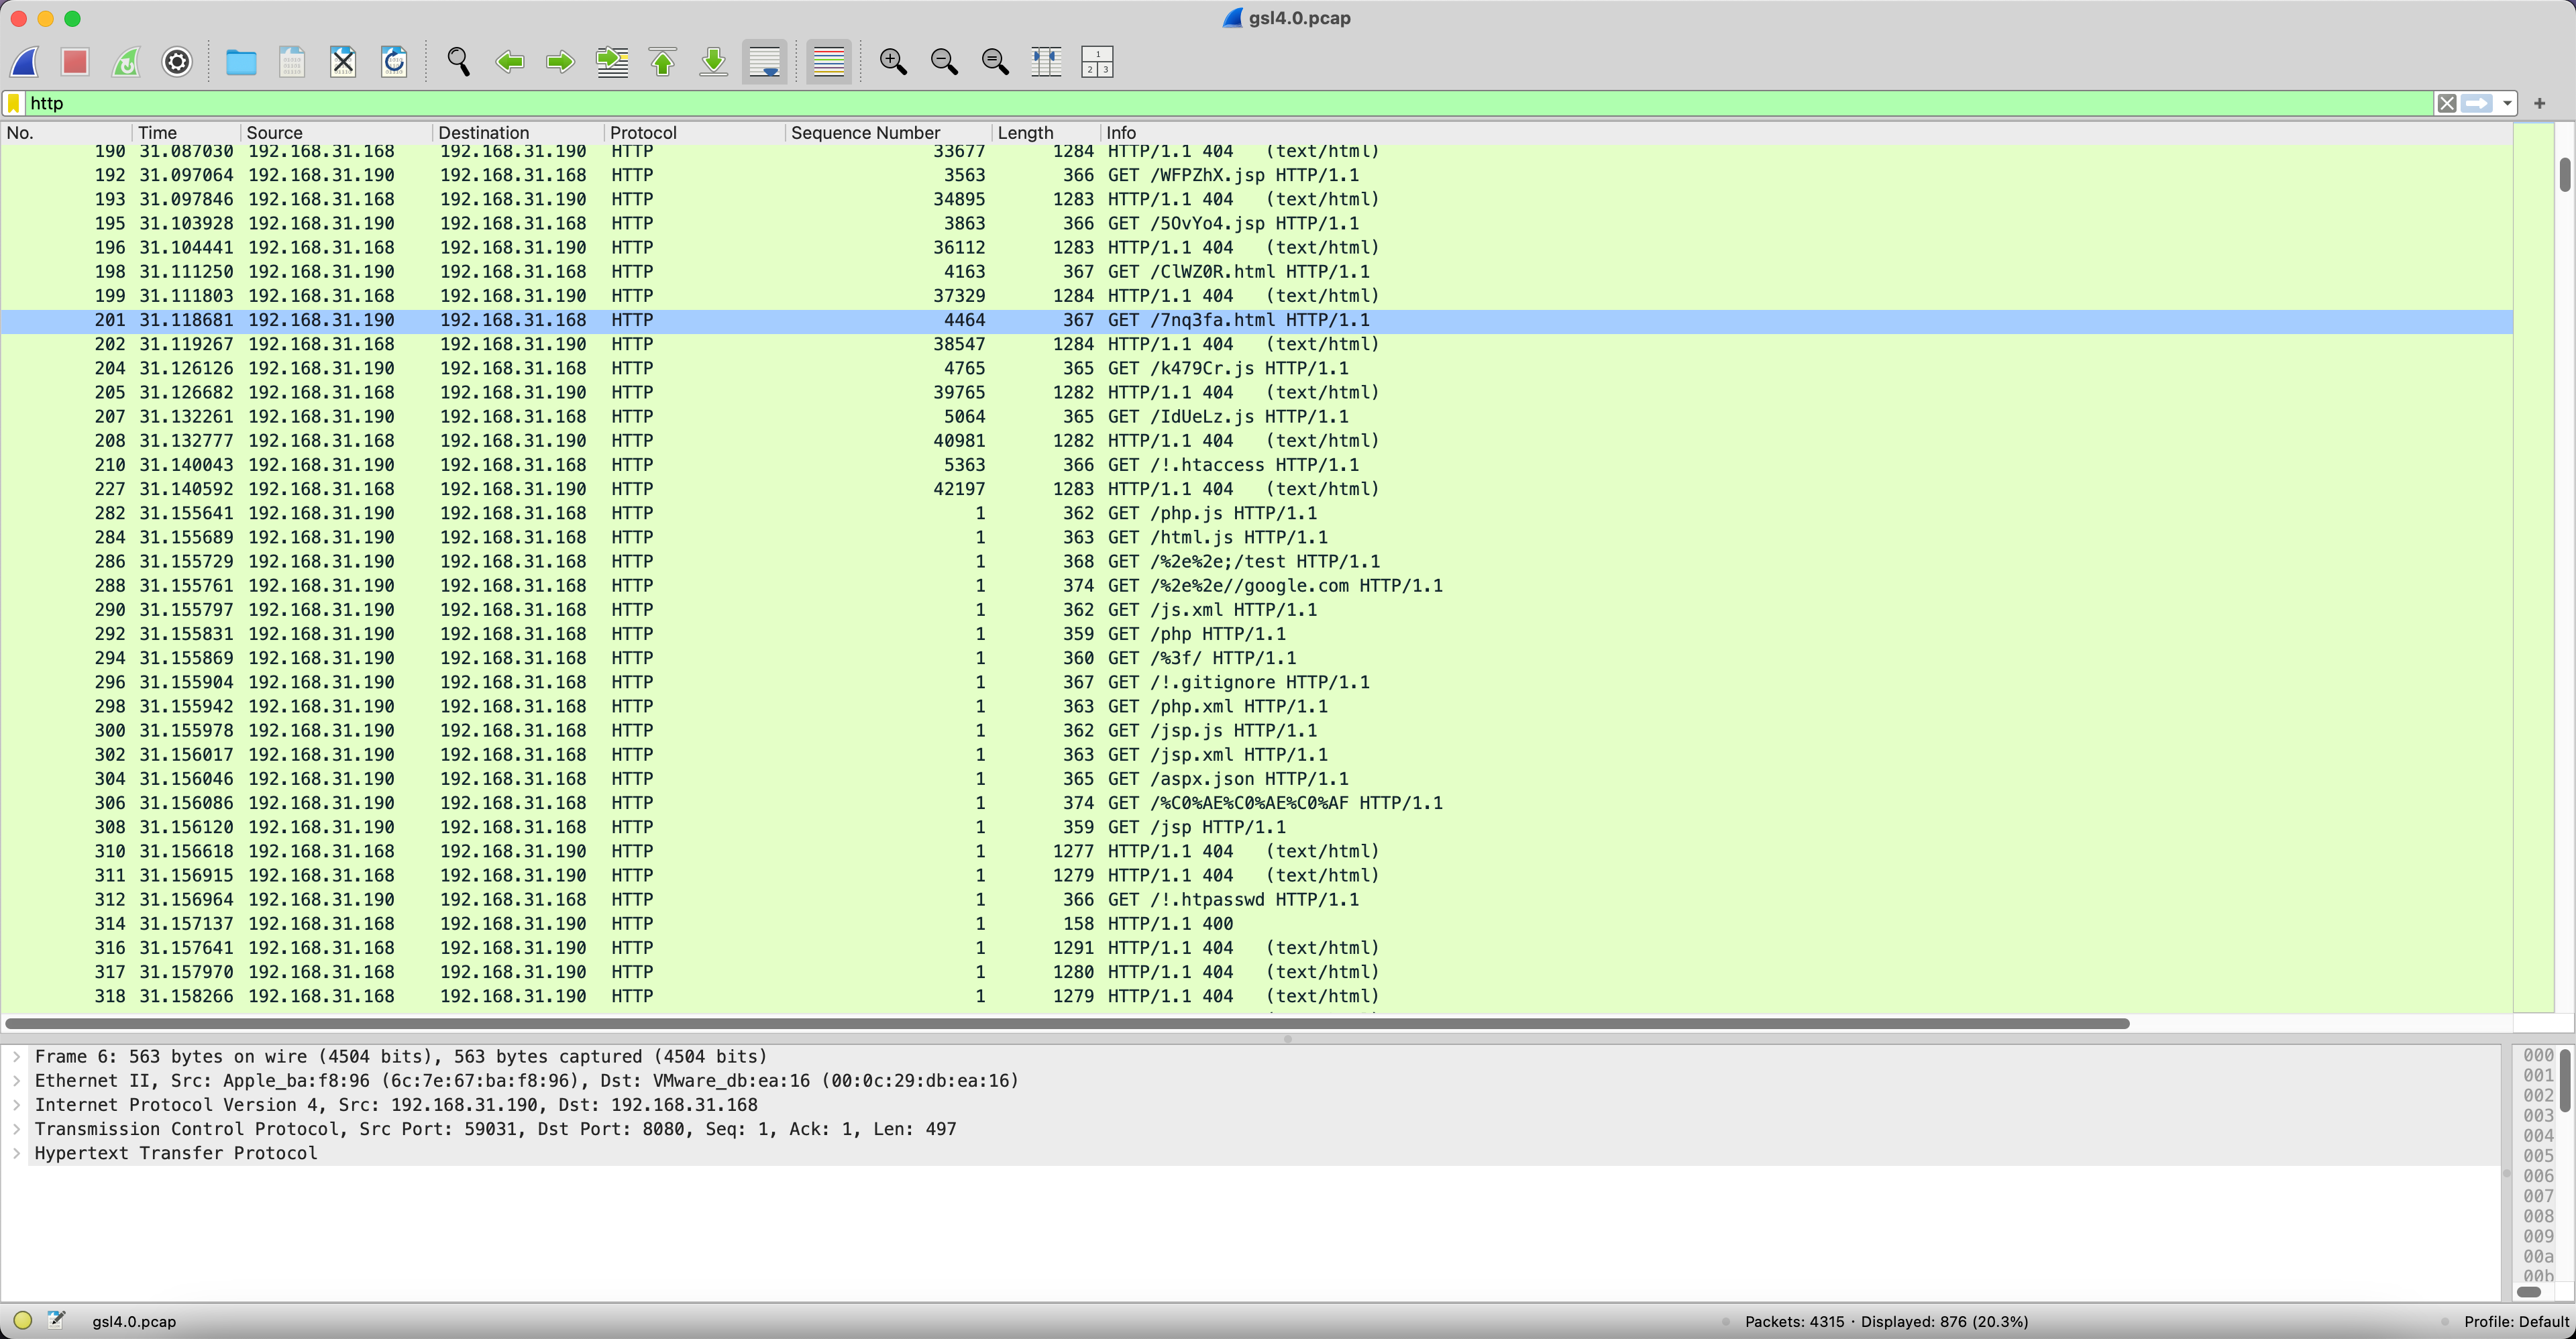 gsl4.0.pcap
http
No. Time Source Destination Protocol Sequence Number Length Info
190 31.087030 192.168.31.168 192.168.31.190 HTTP 33677 1284 HTTP/1.1 404 (text/html)
192 31.097064 192.168.31.190 192.168.31.168 HTTP 3563 366 GET /WFPZhX.jsp HTTP/1.1
193 31.097846 192.168.31.168 192.168.31.190 HTTP 34895 1283 HTTP/1.1 404 (text/html)
195 31.103928 192.168.31.190 192.168.31.168 HTTP 3863 366 GET /5OvYo4.jsp HTTP/1.1
196 31.104441 192.168.31.168 192.168.31.190 HTTP 36112 1283 HTTP/1.1 404 (text/html)
198 31.111250 192.168.31.190 192.168.31.168 HTTP 4163 367 GET /ClWZ0R.html HTTP/1.1
199 31.111803 192.168.31.168 192.168.31.190 HTTP 37329 1284 HTTP/1.1 404 (text/html)
201 31.118681 192.168.31.190 192.168.31.168 HTTP 4464 367 GET /7nq3fa.html HTTP/1.1
202 31.119267 192.168.31.168 192.168.31.190 HTTP 38547 1284 HTTP/1.1 404 (text/html)
204 31.126126 192.168.31.190 192.168.31.168 HTTP 4765 365 GET /k479Cr.js HTTP/1.1
205 31.126682 192.168.31.168 192.168.31.190 HTTP 39765 1282 HTTP/1.1 404 (text/html)
207 31.132261 192.168.31.190 192.168.31.168 HTTP 5064 365 GET /IdUeLz.js HTTP/1.1
208 31.132777 192.168.31.168 192.168.31.190 HTTP 40981 1282 HTTP/1.1 404 (text/html)
210 31.140043 192.168.31.190 192.168.31.168 HTTP 5363 366 GET /!.htaccess HTTP/1.1
227 31.140592 192.168.31.168 192.168.31.190 HTTP 42197 1283 HTTP/1.1 404 (text/html)
282 31.155641 192.168.31.190 192.168.31.168 HTTP 1 362 GET /php.js HTTP/1.1
284 31.155689 192.168.31.190 192.168.31.168 HTTP 1 363 GET /html.js HTTP/1.1
286 31.155729 192.168.31.190 192.168.31.168 HTTP 1 368 GET /%2e%2e;/test HTTP/1.1
288 31.155761 192.168.31.190 192.168.31.168 HTTP 1 374 GET /%2e%2e//google.com HTTP/1.1
290 31.155797 192.168.31.190 192.168.31.168 HTTP 1 362 GET /js.xml HTTP/1.1
292 31.155831 192.168.31.190 192.168.31.168 HTTP 1 359 GET /php HTTP/1.1
294 31.155869 192.168.31.190 192.168.31.168 HTTP 1 360 GET /%3f/ HTTP/1.1
296 31.155904 192.168.31.190 192.168.31.168 HTTP 1 367 GET /!.gitignore HTTP/1.1
298 31.155942 192.168.31.190 192.168.31.168 HTTP 1 363 GET /php.xml HTTP/1.1
300 31.155978 192.168.31.190 192.168.31.168 HTTP 1 362 GET /jsp.js HTTP/1.1
302 31.156017 192.168.31.190 192.168.31.168 HTTP 1 363 GET /jsp.xml HTTP/1.1
304 31.156046 192.168.31.190 192.168.31.168 HTTP 1 365 GET /aspx.json HTTP/1.1
306 31.156086 192.168.31.190 192.168.31.168 HTTP 1 374 GET /%C0%AE%C0%AE%C0%AF HTTP/1.1
308 31.156120 192.168.31.190 192.168.31.168 HTTP 1 359 GET /jsp HTTP/1.1
310 31.156618 192.168.31.168 192.168.31.190 HTTP 1 1277 HTTP/1.1 404 (text/html)
311 31.156915 192.168.31.168 192.168.31.190 HTTP 1 1279 HTTP/1.1 404 (text/html)
312 31.156964 192.168.31.190 192.168.31.168 HTTP 1 366 GET /!.htpasswd HTTP/1.1
314 31.157137 192.168.31.168 192.168.31.190 HTTP 1 158 HTTP/1.1 400
316 31.157641 192.168.31.168 192.168.31.190 HTTP 1 1291 HTTP/1.1 404 (text/html)
317 31.157970 192.168.31.168 192.168.31.190 HTTP 1 1280 HTTP/1.1 404 (text/html)
318 31.158266 192.168.31.168 192.168.31.190 HTTP 1 1279 HTTP/1.1 404 (text/html)
Frame 6: 563 bytes on wire (4504 bits), 563 bytes captured (4504 bits)
Ethernet II, Src: Apple_ba:f8:96 (6c:7e:67:ba:f8:96), Dst: VMware_db:ea:16 (00:0c:29:db:ea:16)
Internet Protocol Version 4, Src: 192.168.31.190, Dst: 192.168.31.168
Transmission Control Protocol, Src Port: 59031, Dst Port: 8080, Seq: 1, Ack: 1, Len: 497
Hypertext Transfer Protocol
000
001
002
003
004
005
006
007
008
009
00a
00b
gsl4.0.pcap
Packets: 4315 · Displayed: 876 (20.3%)
Profile: Default